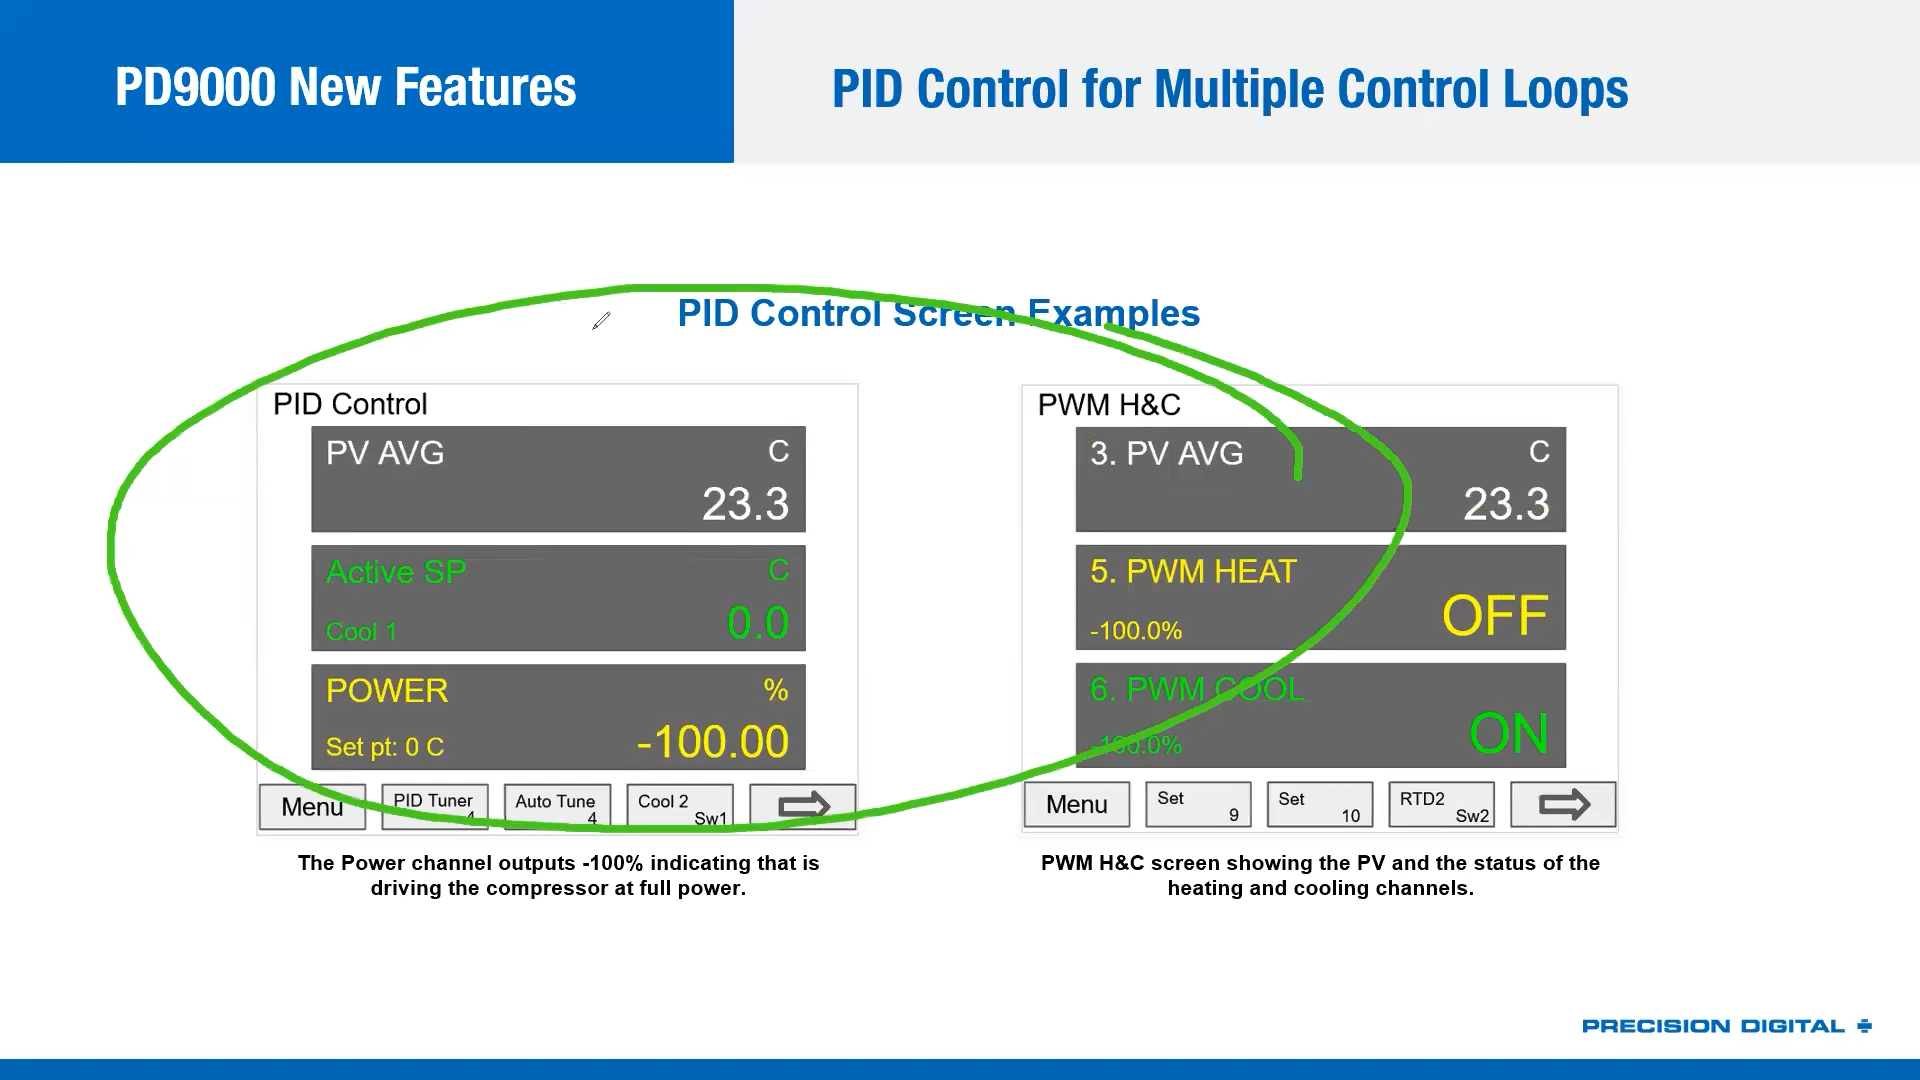 PD9000 New Features
PID Control for Multiple Control Loops
PID Control Screen Examples
PID Control
PV AVG C
23.3
Active SP C
Cool 1 0.0
POWER %
Set pt: 0 C -100.00
Menu
PID Tuner
4
Auto Tune
4
Cool 2
Sw1
The Power channel outputs -100% indicating that is
driving the compressor at full power.
PWM H&C
3. PV AVG C
23.3
5. PWM HEAT
-100.0% OFF
6. PWM COOL
-100.0% ON
Menu
Set
9
Set
10
RTD2
Sw2
PWM H&C screen showing the PV and the status of the
heating and cooling channels.
PRECISION DIGITAL